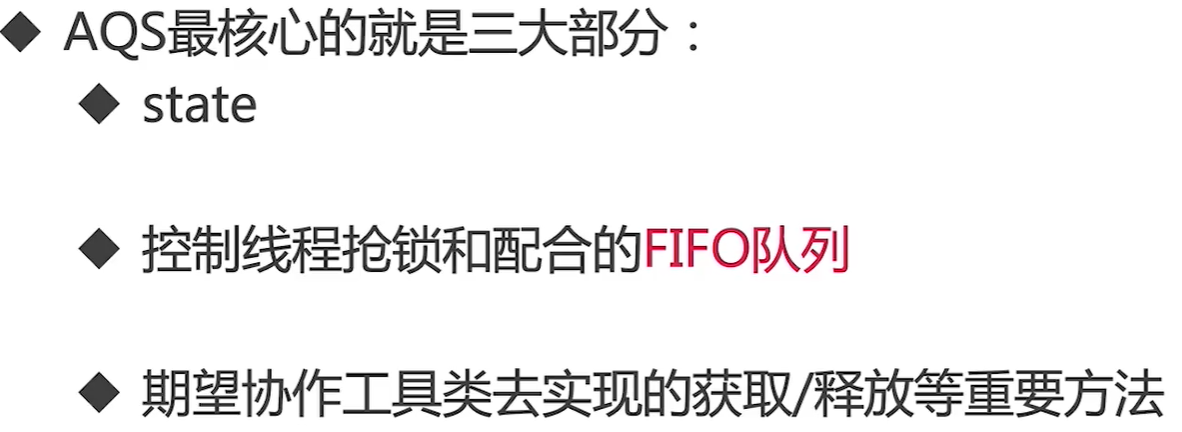 ◆ AQS最核心的就是三大部分：
◆ state
◆ 控制线程抢锁和配合的FIFO队列
◆ 期望协作工具类去实现的获取/释放等重要方法